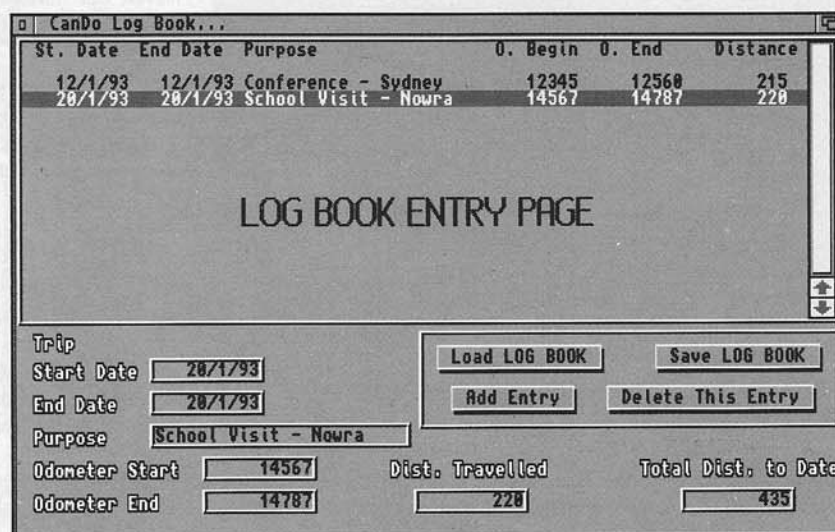 CanDo Log Book...
St. Date End Date Purpose O. Begin O. End Distance
12/1/93 12/1/93 Conference - Sydney 12345 12560 215
20/1/93 20/1/93 School Visit - Nowra 14567 14787 220
LOG BOOK ENTRY PAGE
Trip
Start Date 20/1/93
End Date 20/1/93
Purpose School Visit - Nowra
Load LOG BOOK Save LOG BOOK
Add Entry Delete This Entry
Odometer Start 14567 Dist. Travelled Total Dist. to Date
Odometer End 14787 220 435